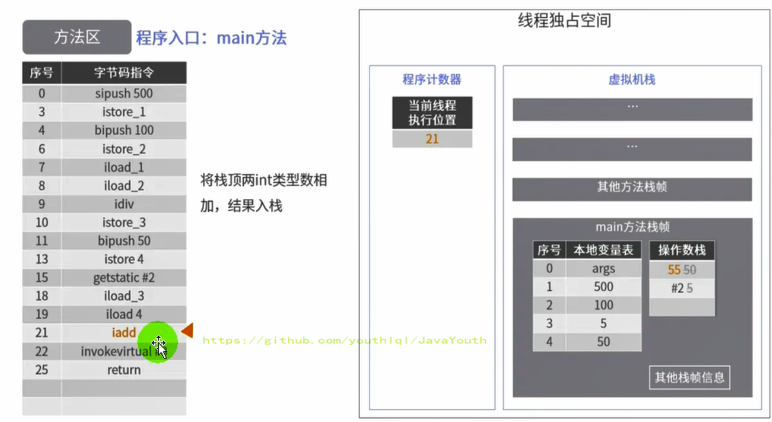 方法区 程序入口：main方法
序号 字节码指令
0 sipush 500
3 istore_1
4 bipush 100
6 istore_2
7 iload_1
8 iload_2
9 idiv
10 istore_3
11 bipush 50
13 istore 4
15 getstatic #2
18 iload_3
19 iload 4
21 iadd
22 invokevirtual
25 return
将栈顶两int类型数相
加，结果入栈
https://github.com/youthlql/JavaYouth
线程独占空间
程序计数器
当前线程
执行位置
21
虚拟机栈
...
...
其他方法栈帧
main方法栈帧
序号 本地变量表
0 args
1 500
2 100
3 5
4 50
操作数栈
55 50
#2 5
其他栈帧信息